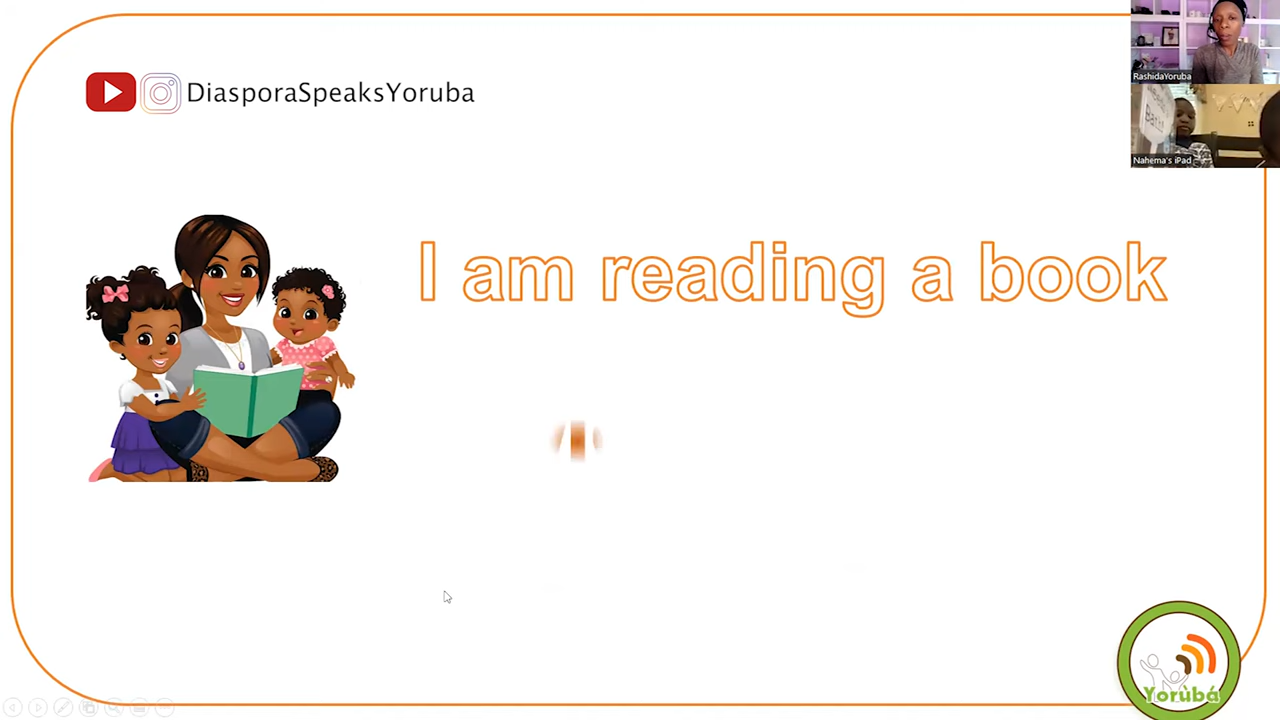 DiasporaSpeaksYoruba
RashidaYoruba
Nahema's iPad
I am reading a book
Yorùbá